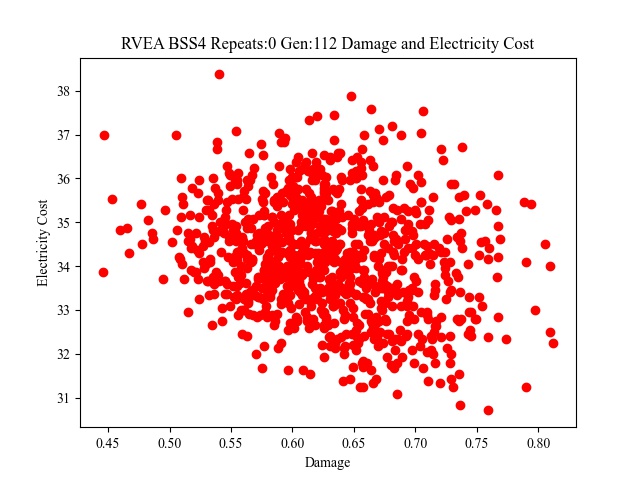 RVEA BSS4 Repeats:0 Gen:112 Damage and Electricity Cost
38
37
36
35
34
33
32
31
Electricity Cost
0.45 0.50 0.55 0.60 0.65 0.70 0.75 0.80
Damage